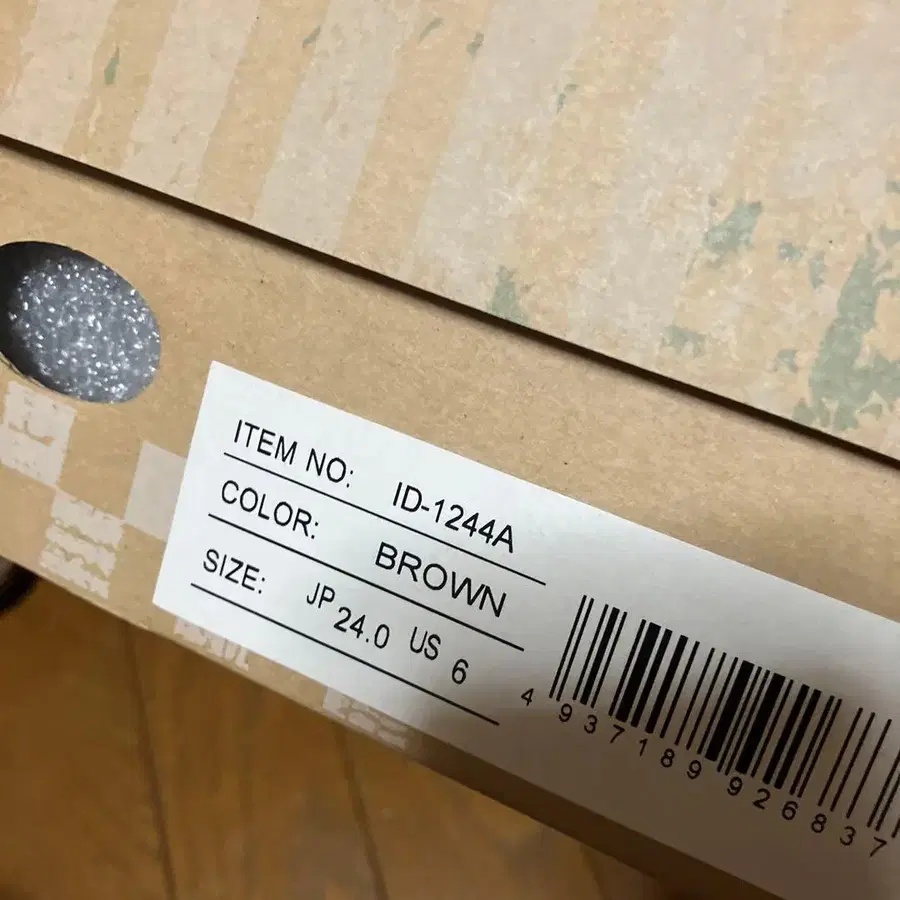 ITEM NO: ID-1244A
COLOR: BROWN
SIZE: JP 24.0 US 6
4 937189 926837